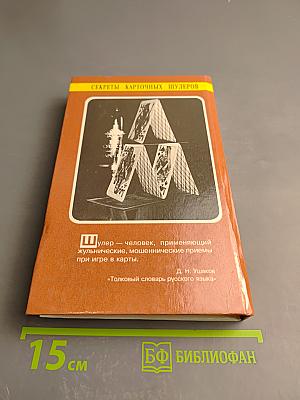 СЕКРЕТЫ КАРТОЧНЫХ ШУЛЕРОВ
Шулер — человек, применяющий
жульнические, мошеннические приемы
при игре в карты.
Д. Н. Ушаков
«Толковый словарь русского языка»
15 см
БФ БИБЛИОФАН